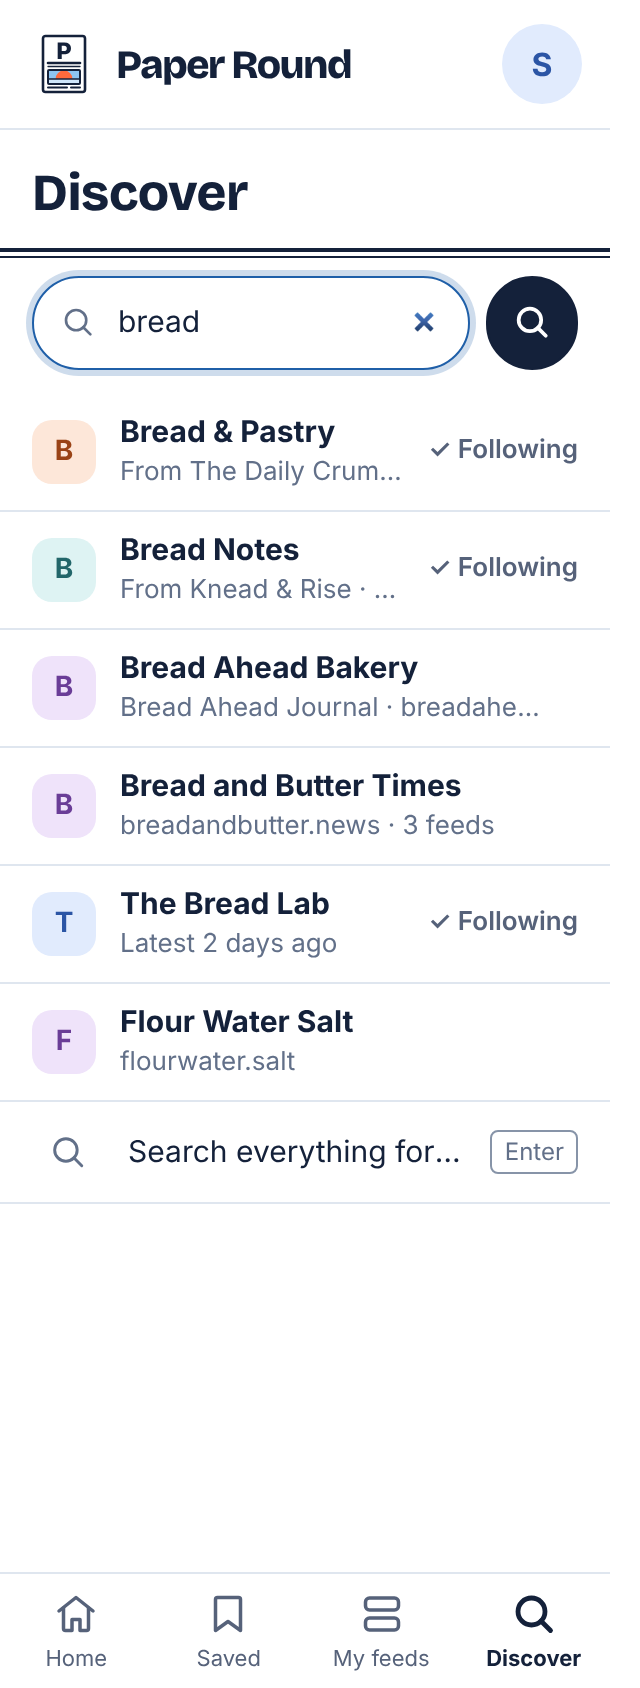 P
Paper Round
S
Discover
bread
B
Bread & Pastry
From The Daily Crum...
✓ Following
B
Bread Notes
From Knead & Rise · ...
✓ Following
B
Bread Ahead Bakery
Bread Ahead Journal · breadahe...
B
Bread and Butter Times
breadandbutter.news · 3 feeds
T
The Bread Lab
Latest 2 days ago
✓ Following
F
Flour Water Salt
flourwater.salt
Search everything for...
Enter
Home
Saved
My feeds
Discover